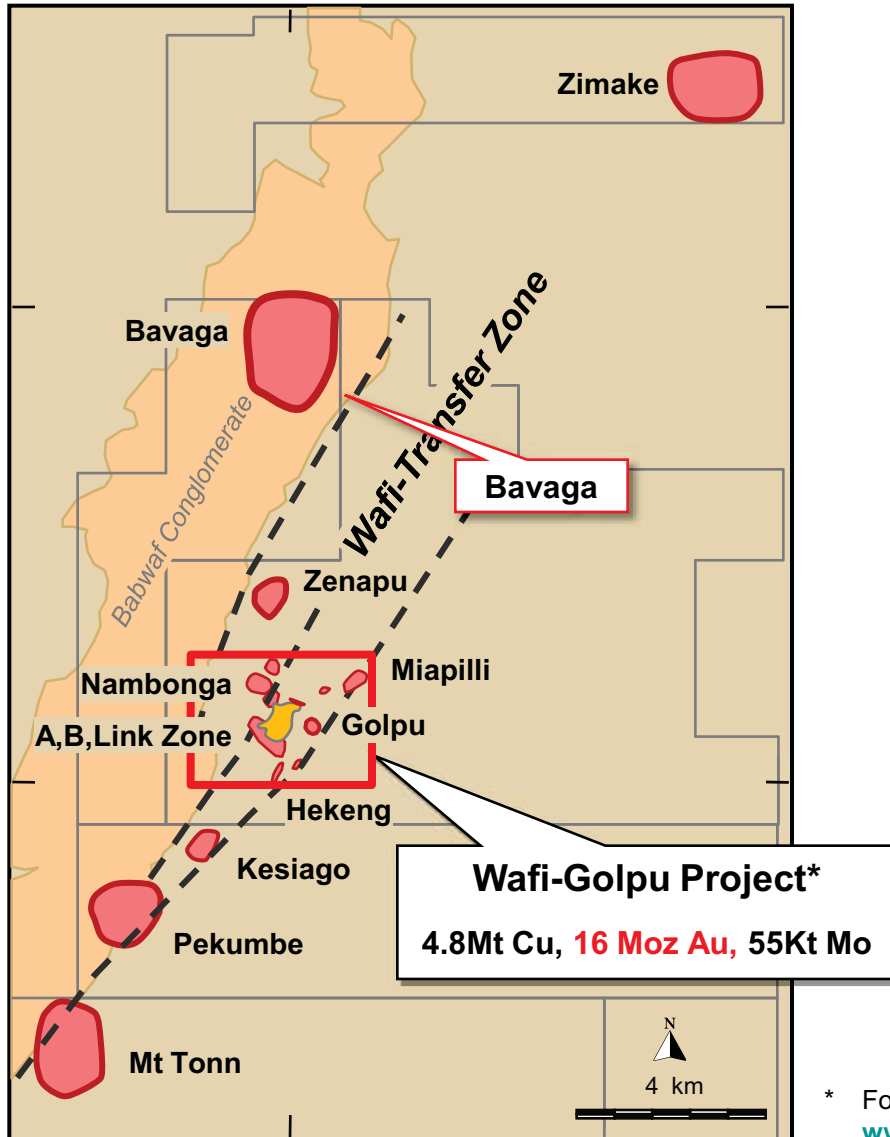 Zimake
Bavaga
Wafi-Transfer Zone
Babwaf Conglomerate
Bavaga
Zenapu
Nambonga
Miapilli
A,B,Link Zone
Golpu
Hekeng
Kesiago
Wafi-Golpu Project*
4.8Mt Cu, 16 Moz Au, 55Kt Mo
Pekumbe
Mt Tonn
N
4 km
*